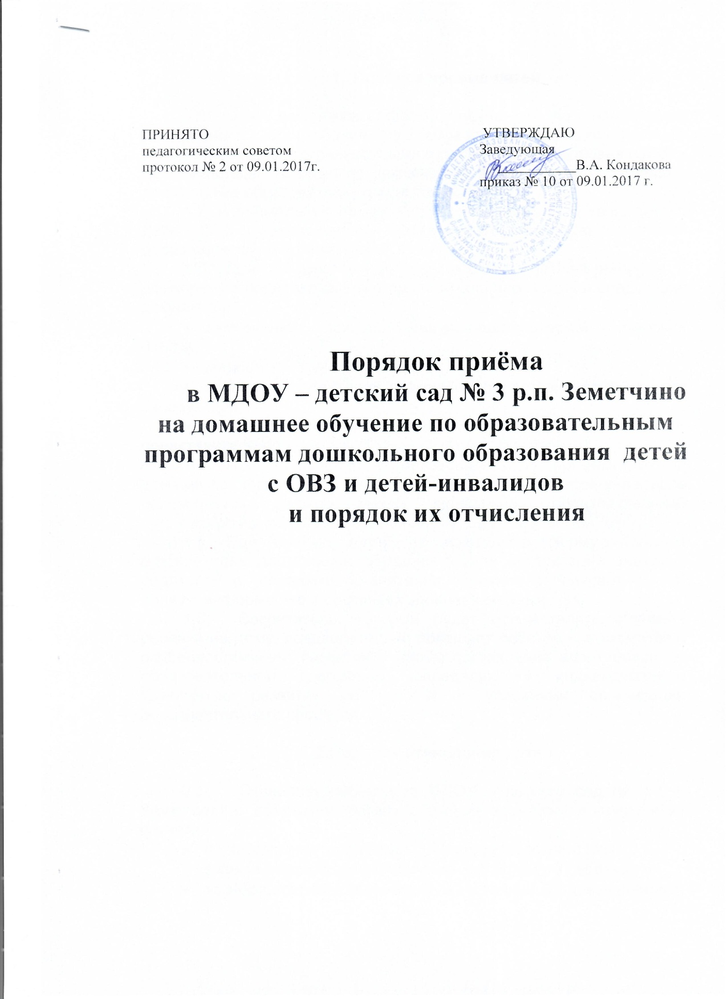 ПРИНЯТО
педагогическим советом
протокол № 2 от 09.01.2017г.
УТВЕРЖДАЮ
Заведующая
____________В.А. Кондакова
приказ № 10 от 09.01.2017 г.
Порядок приёма
в МДОУ – детский сад № 3 р.п. Земетчино
на домашнее обучение по образовательным
программам дошкольного образования детей
с ОВЗ и детей-инвалидов
и порядок их отчисления